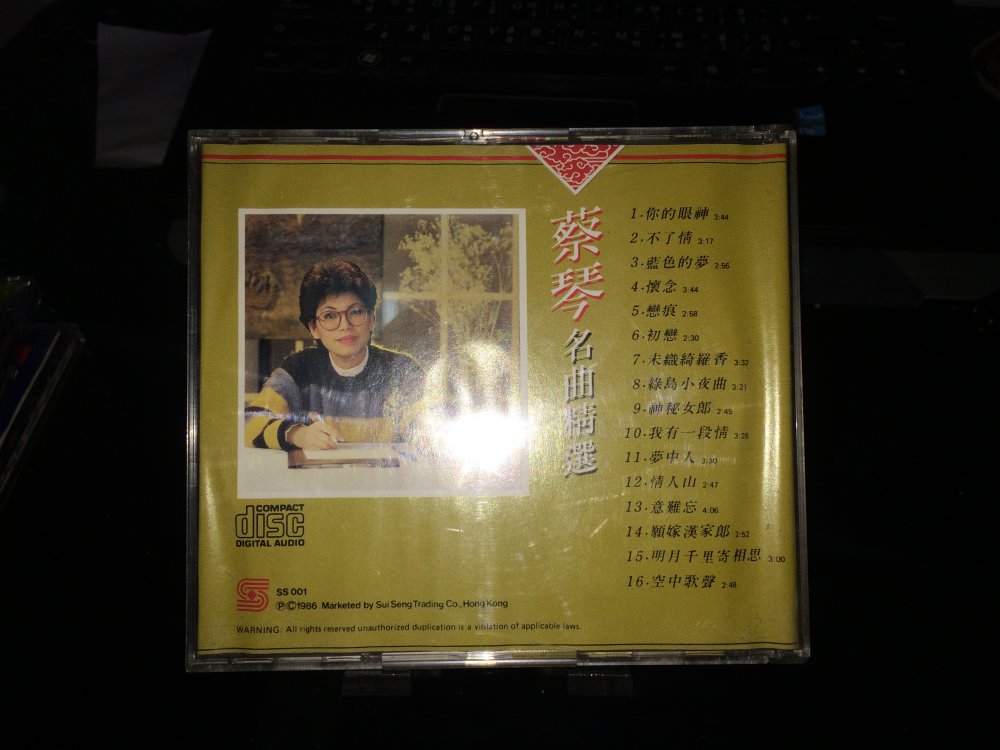 蔡琴
名曲精選
1.你的眼神 3:44
2.不了情 3:17
3.藍色的夢 2:56
4.懷念 3:44
5.戀痕 2:58
6.初戀 2:30
7.未織綺羅香 3:32
8.綠島小夜曲 3:21
9.神秘女郎 2:45
10.我有一段情 3:25
11.夢中人 3:30
12.情人山 2:47
13.意難忘 4:06
14.願嫁漢家郎 2:52
15.明月千里寄相思 3:00
16.空中歌聲 2:46
COMPACT
disc
DIGITAL AUDIO
SS 001
ⓅⒸ1986 Marketed by Sui Seng Trading Co., Hong Kong
WARNING: All rights reserved unauthorized duplication is a violation of applicable laws.